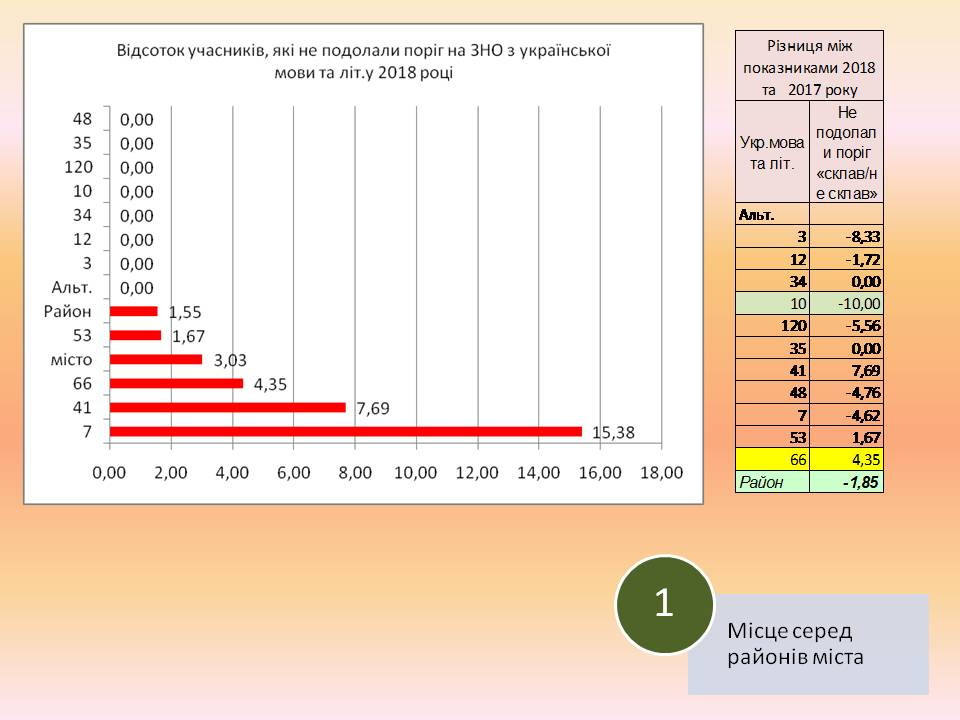 Відсоток учасників, які не подолали поріг на ЗНО з української
мови та літ.у 2018 році
48 0,00
35 0,00
120 0,00
10 0,00
34 0,00
12 0,00
3 0,00
Альт. 0,00
Район 1,55
53 1,67
місто 3,03
66 4,35
41 7,69
7 15,38
0,00 2,00 4,00 6,00 8,00 10,00 12,00 14,00 16,00 18,00
Різниця між
показниками 2018
та 2017 року
Укр.мова
та літ.
Не
подолал
и поріг
«склав/н
е склав»
Альт.
3 -8,33
12 -1,72
34 0,00
10 -10,00
120 -5,56
35 0,00
41 7,69
48 -4,76
7 -4,62
53 1,67
66 4,35
Район -1,85
1
Місце серед
районів міста